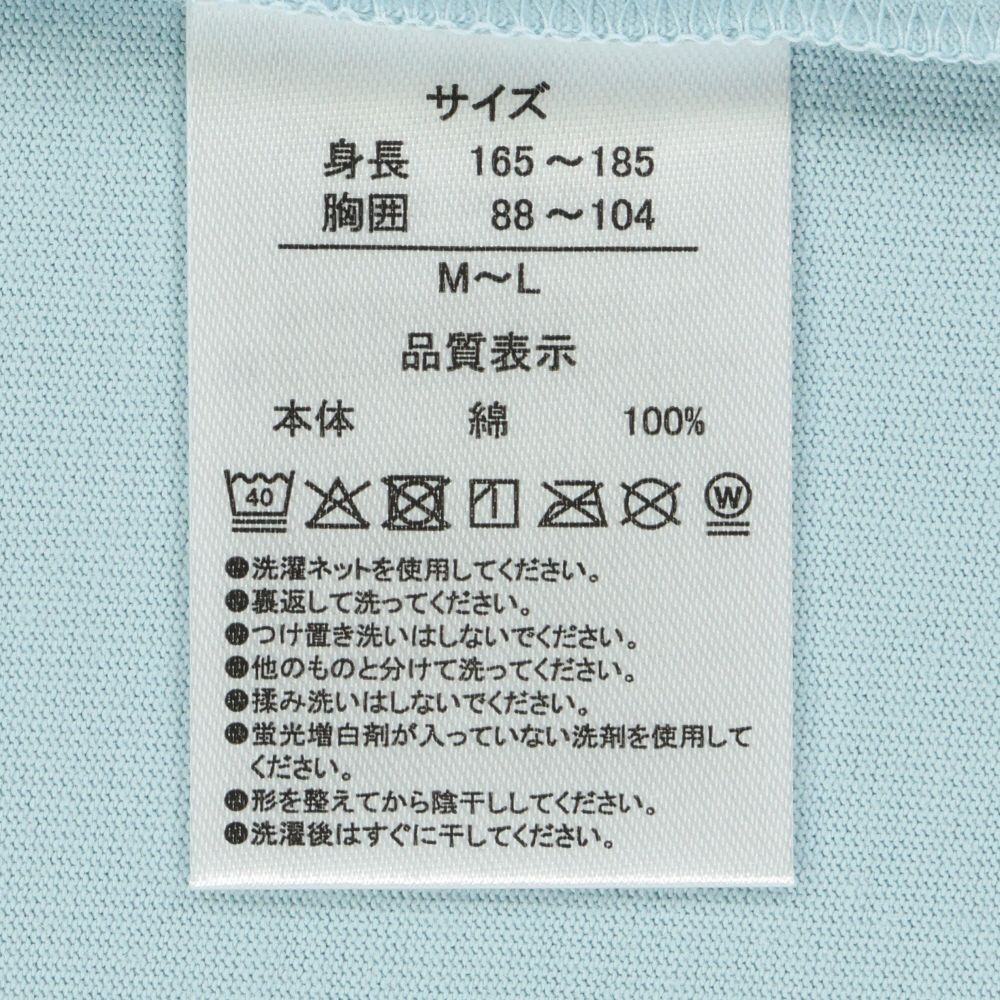 サイズ
身長 165～185
胸囲 88～104
M～L
品質表示
本体 綿 100%
40 W
●洗濯ネットを使用してください。
●裏返して洗ってください。
●つけ置き洗いはしないでください。
●他のものと分けて洗ってください。
●揉み洗いはしないでください。
●蛍光増白剤が入っていない洗剤を使用して
ください。
●形を整えてから陰干ししてください。
●洗濯後はすぐに干してください。